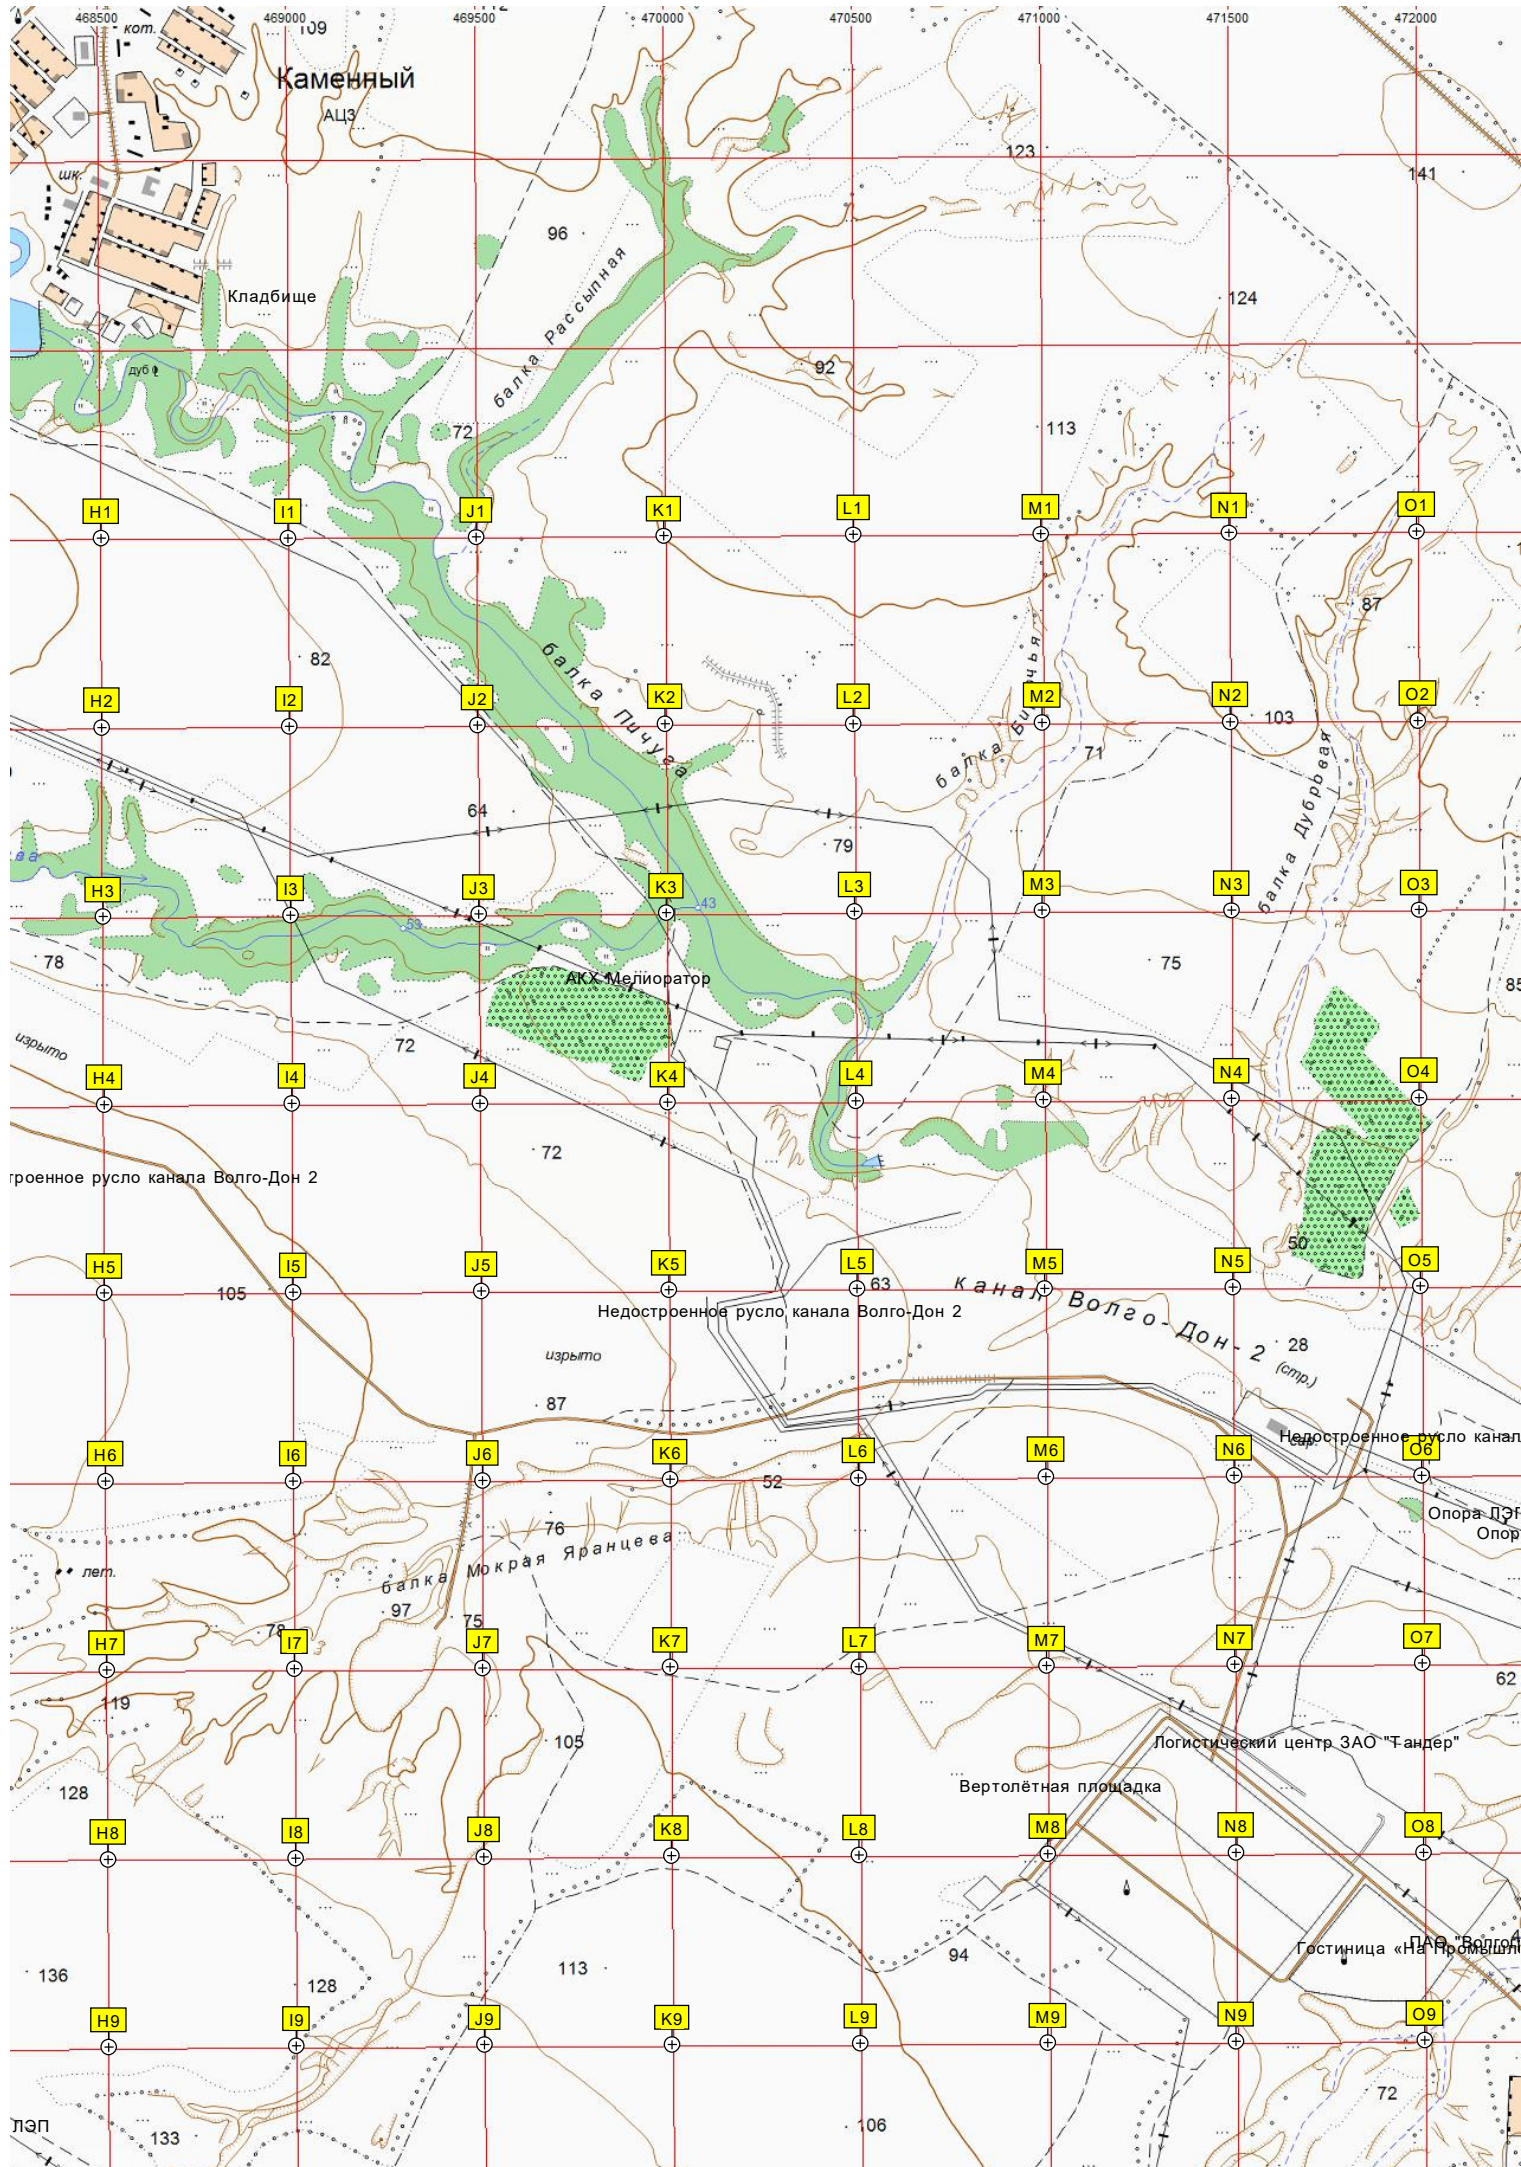 468500 469000 469500 470000 470500 471000 471500 472000
кот.
109
12
Каменный
АЦЗ
123
141
шк.
96
балка Рассыпная
Кладбище
124
92
дуб
72
113
H1 I1 J1 K1 L1 M1 N1 O1
87
82
балка Пичуга
H2 I2 J2 K2 L2 M2 N2 O2
103
71
балка Дубровая
64
79
ва
H3 I3 J3 K3 L3 M3 N3 O3
43
53
78
75
АКХ Мелиоратор
85
изрыто
72
H4 I4 J4 K4 L4 M4 N4 O4
72
троенное русло канала Волго-Дон 2
50
H5 I5 J5 K5 L5 M5 N5 O5
105
63
канал Волго-Дон-2 (стр.)
Недостроенное русло канала Волго-Дон 2
28
изрыто
87
Недостроенное русло канал
сар.
H6 I6 J6 K6 L6 M6 N6 O6
52
Опора ЛЭП
76
Опор
балка Мокрая Яранцева
лет.
97
75
78
H7 I7 J7 K7 L7 M7 N7 O7
62
119
105
Логистический центр ЗАО "Тандер"
Вертолётная площадка
128
H8 I8 J8 K8 L8 M8 N8 O8
94
Гостиница «На Промышл
ПАО "Волгог
136
113
128
H9 I9 J9 K9 L9 M9 N9 O9
72
ЛЭП
133
106